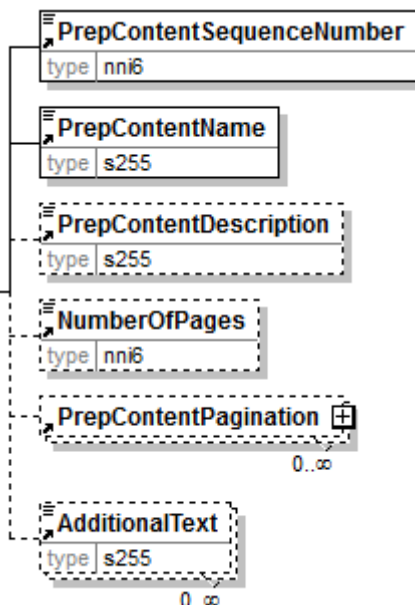 PrepContentSequenceNumber
type nni6
PrepContentName
type s255
PrepContentDescription
type s255
NumberOfPages
type nni6
PrepContentPagination
0..∞
AdditionalText
type s255
0..∞